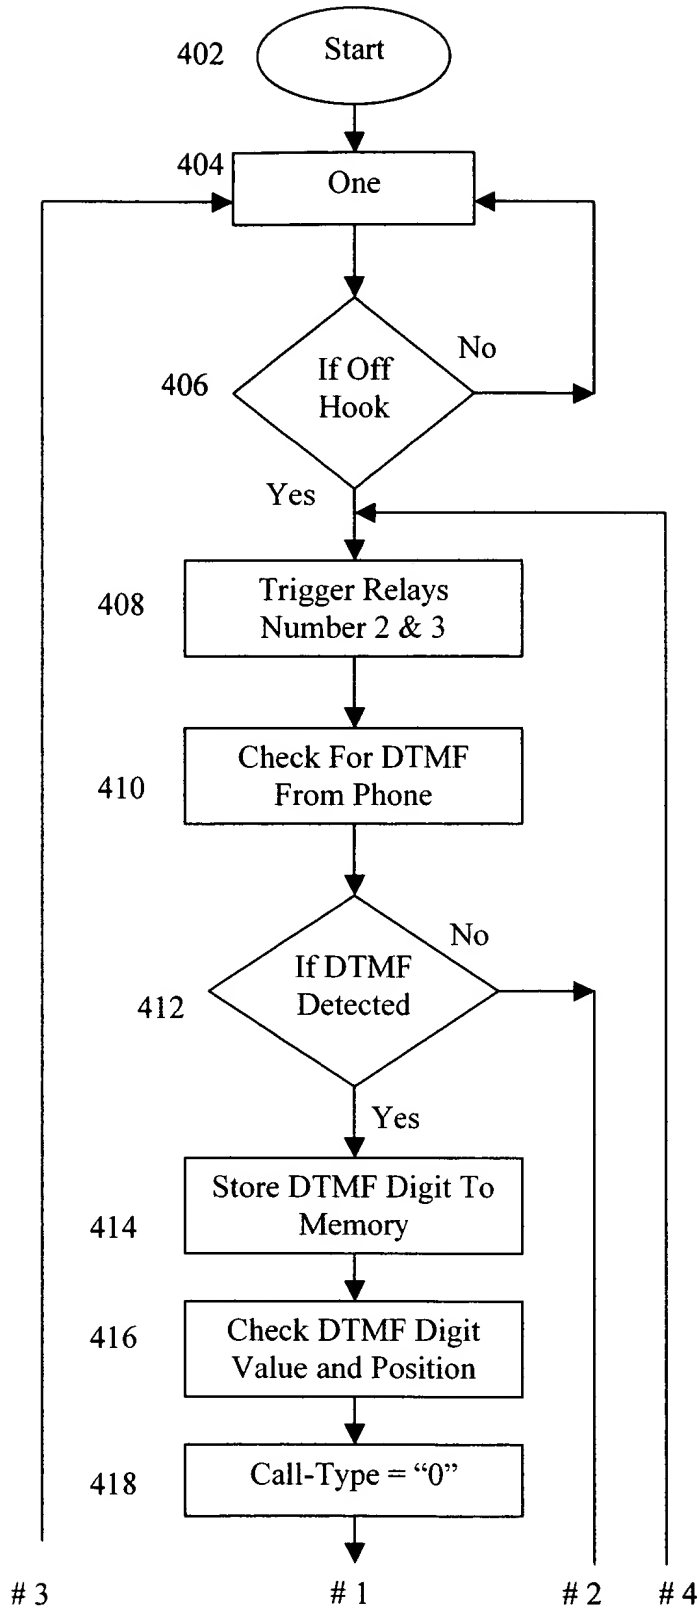 402
Start
404
One
No
406
If Off
Hook
Yes
408
Trigger Relays
Number 2 & 3
410
Check For DTMF
From Phone
No
412
If DTMF
Detected
Yes
414
Store DTMF Digit To
Memory
416
Check DTMF Digit
Value and Position
418
Call-Type = “0”
# 3
# 1
# 2
# 4